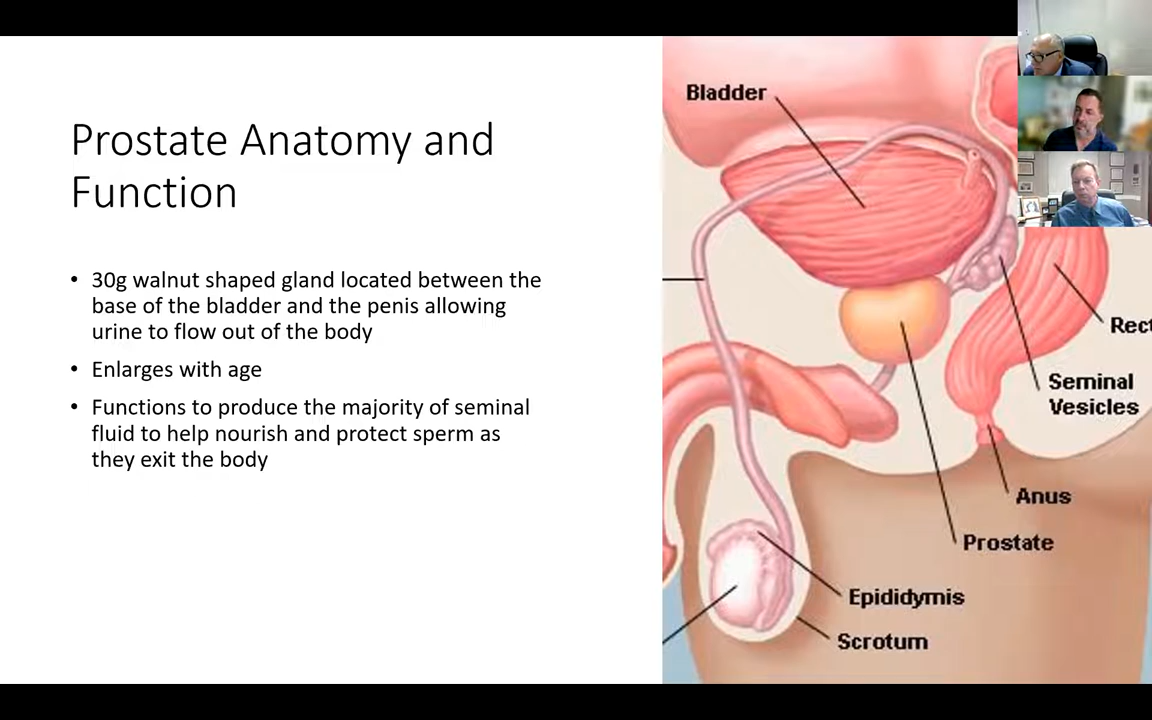 Prostate Anatomy and
Function
• 30g walnut shaped gland located between the
base of the bladder and the penis allowing
urine to flow out of the body
• Enlarges with age
• Functions to produce the majority of seminal
fluid to help nourish and protect sperm as
they exit the body
Bladder
Rect
Seminal
Vesicles
Anus
Prostate
Epididymis
Scrotum